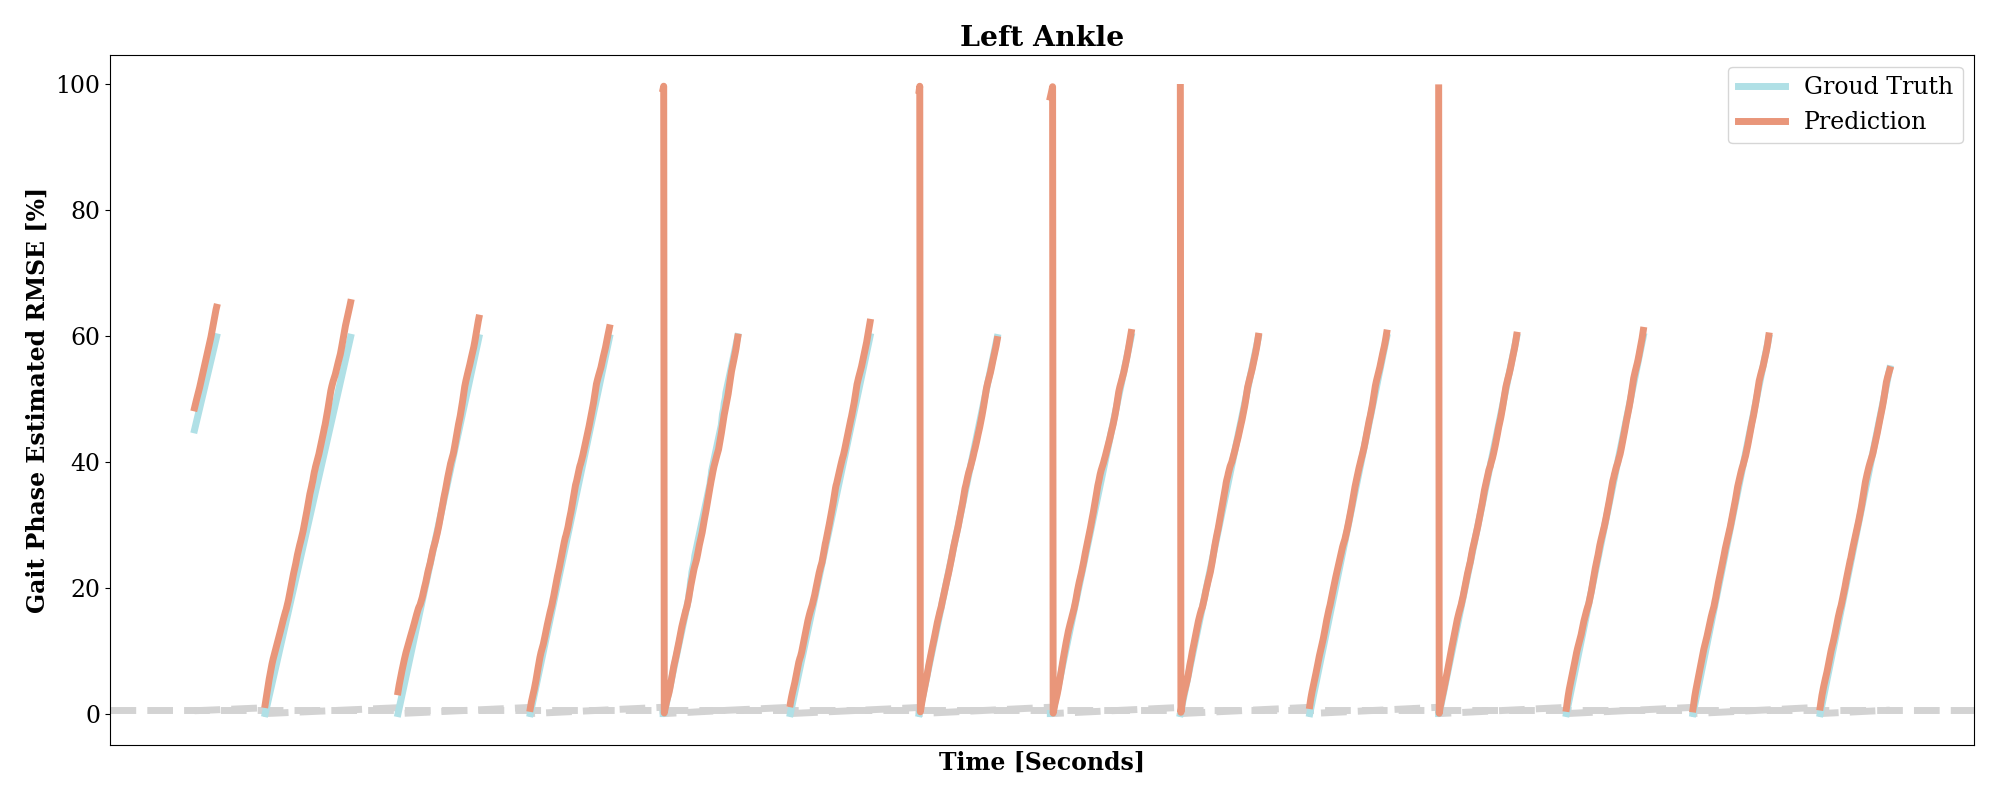 Left Ankle
Groud Truth
Prediction
Gait Phase Estimated RMSE [%]
100
80
60
40
20
0
Time [Seconds]